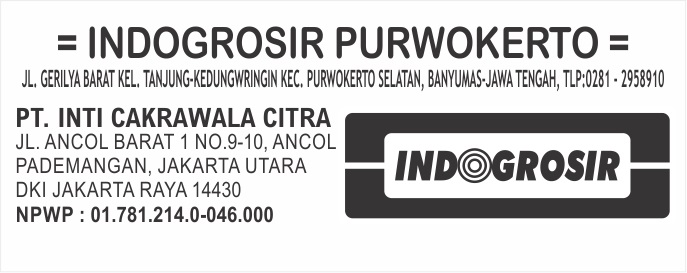 = INDOGROSIR PURWOKERTO =
JL. GERILYA BARAT KEL. TANJUNG-KEDUNGWRINGIN KEC. PURWOKERTO SELATAN, BANYUMAS-JAWA TENGAH, TLP:0281 - 2958910
PT. INTI CAKRAWALA CITRA
JL. ANCOL BARAT 1 NO.9-10, ANCOL
PADEMANGAN, JAKARTA UTARA
DKI JAKARTA RAYA 14430
NPWP : 01.781.214.0-046.000
INDOGROSIR